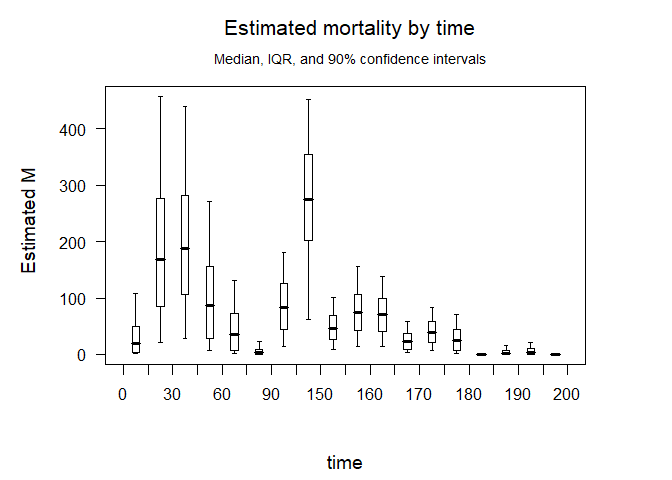 Estimated mortality by time
Median, IQR, and 90% confidence intervals
Estimated M
400
300
200
100
0
0 30 60 90 150 160 170 180 190 200
time